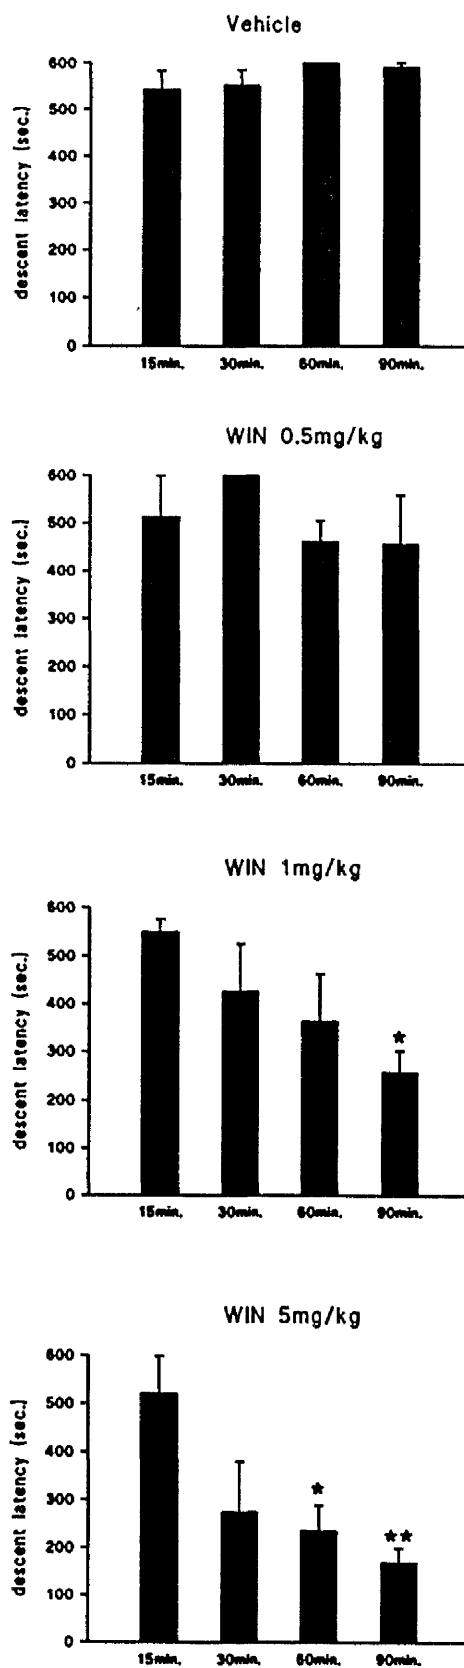 Vehicle
descent latency (sec.)
600
500
400
300
200
100
0
15min. 30min. 60min. 90min.
WIN 0.5mg/kg
descent latency (sec.)
600
500
400
300
200
100
0
15min. 30min. 60min. 90min.
WIN 1mg/kg
descent latency (sec.)
600
500
400
300
200
100
0
*
15min. 30min. 60min. 90min.
WIN 5mg/kg
descent latency (sec.)
600
500
400
300
200
100
0
*
**
15min. 30min. 60min. 90min.